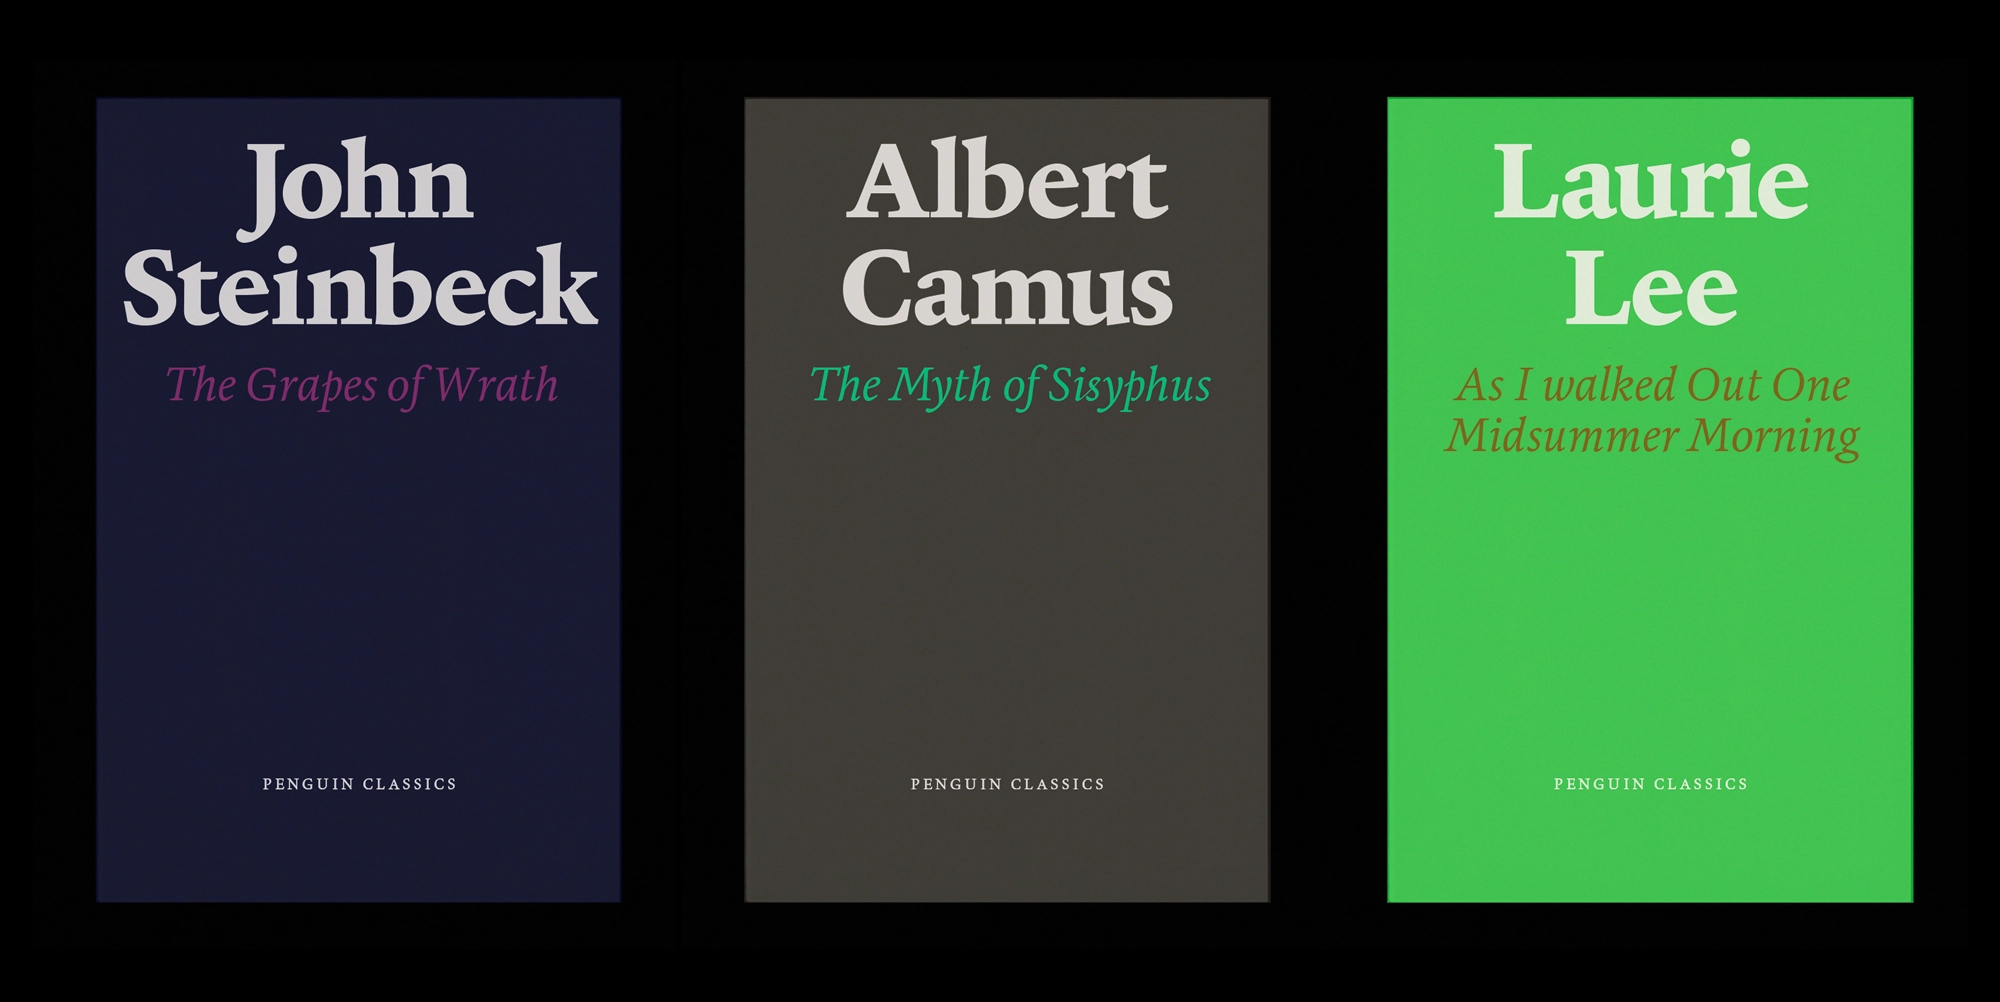 John
Steinbeck
The Grapes of Wrath
PENGUIN CLASSICS
Albert
Camus
The Myth of Sisyphus
PENGUIN CLASSICS
Laurie
Lee
As I walked Out One
Midsummer Morning
PENGUIN CLASSICS